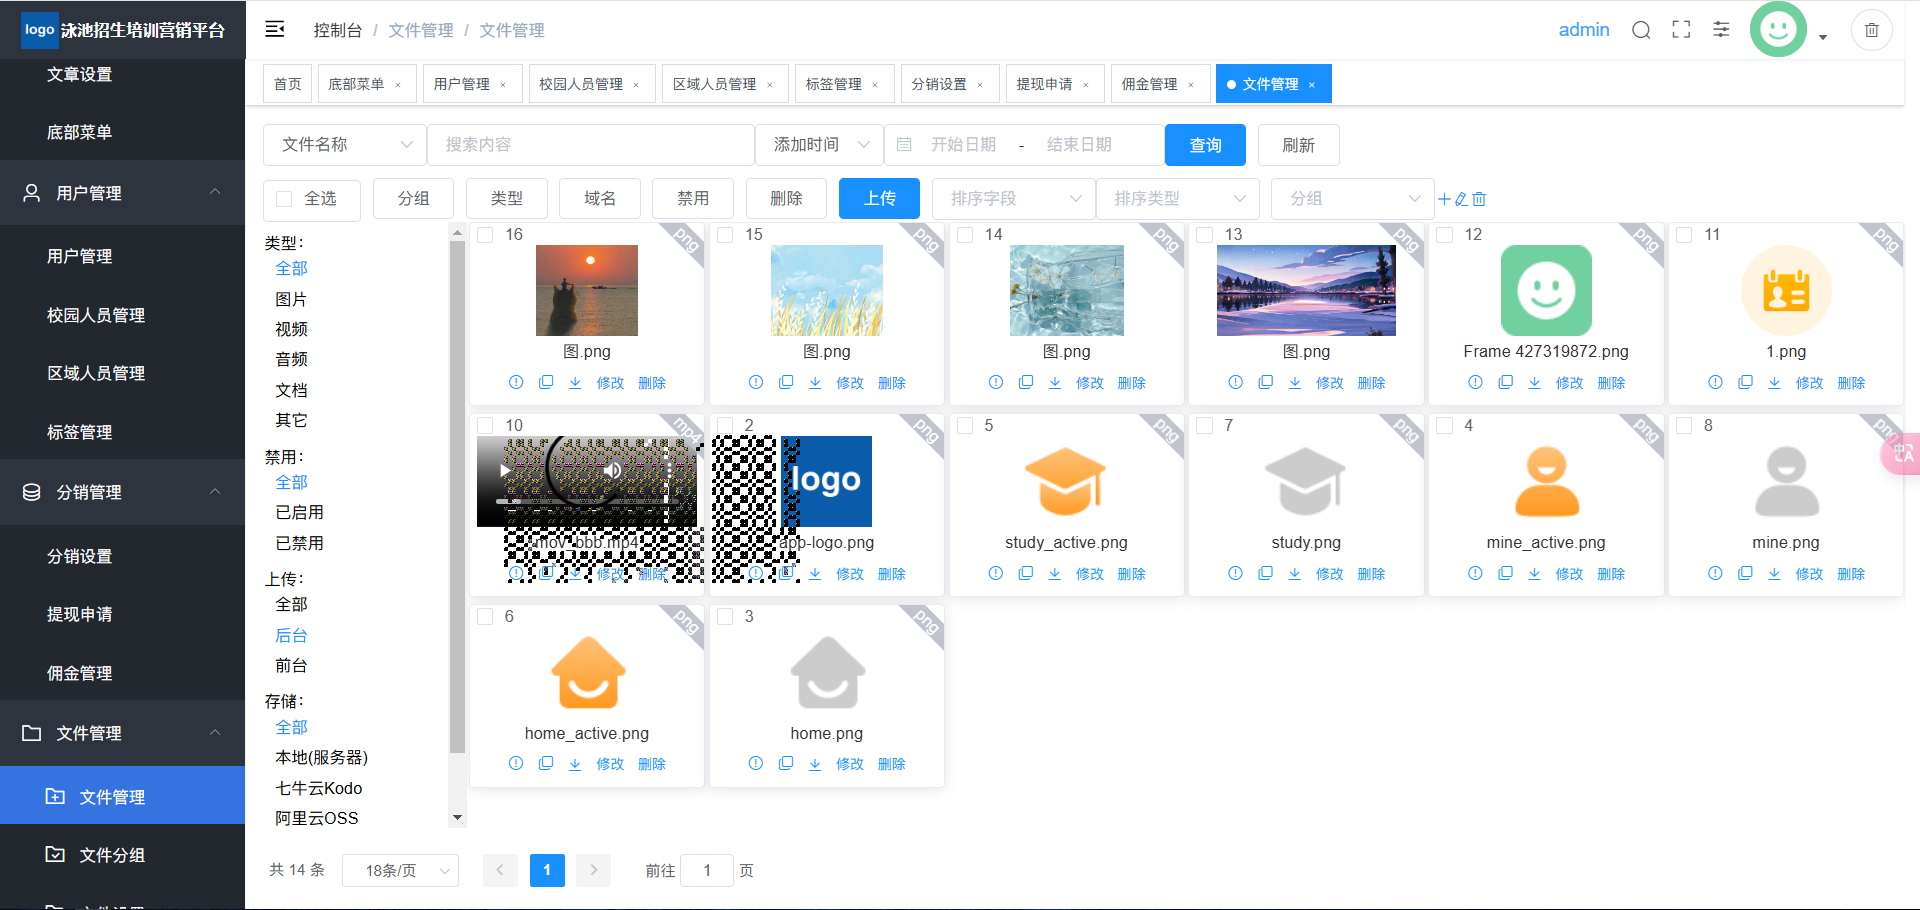 logo 泳池招生培训营销平台
控制台 / 文件管理 / 文件管理
admin
文章设置
底部菜单
用户管理
用户管理
校园人员管理
区域人员管理
标签管理
分销管理
分销设置
提现申请
佣金管理
文件管理
文件管理
文件分组
首页 底部菜单 × 用户管理 × 校园人员管理 × 区域人员管理 × 标签管理 × 分销设置 × 提现申请 × 佣金管理 × 文件管理 ×
文件名称 搜索内容 添加时间 开始日期 - 结束日期 查询 刷新
全选 分组 类型 域名 禁用 删除 上传 排序字段 排序类型 分组
类型:
全部
图片
视频
音频
文档
其它
禁用:
全部
已启用
已禁用
上传:
全部
后台
前台
存储:
全部
本地(服务器)
七牛云Kodo
阿里云OSS
16 png 15 png 14 png 13 png 12 png 11 png
图.png 图.png 图.png 图.png Frame 427319872.png 1.png
修改 删除 修改 删除 修改 删除 修改 删除 修改 删除 修改 删除
10 mp4 2 png 5 png 7 png 4 png 8 png
logo
mov_bbb.mp4 app-logo.png study_active.png study.png mine_active.png mine.png
修改 删除 修改 删除 修改 删除 修改 删除 修改 删除 修改 删除
6 png 3 png
home_active.png home.png
修改 删除 修改 删除
共 14 条 18条/页 1 前往 1 页